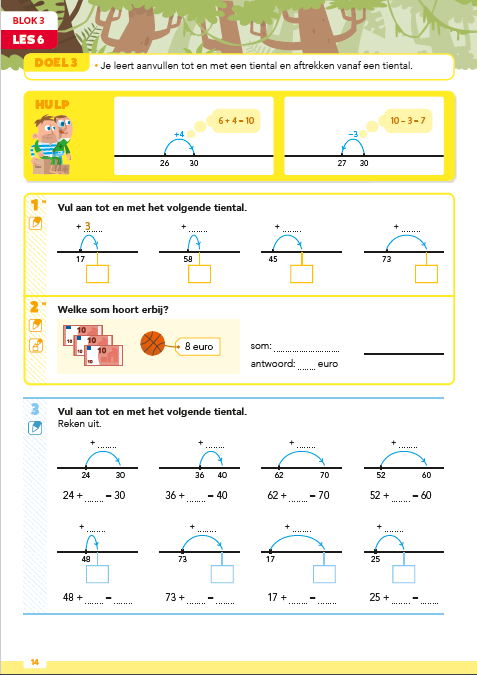 BLOK 3
LES 6
DOEL 3
• Je leert aanvullen tot en met een tiental en aftrekken vanaf een tiental.
HULP
6 + 4 = 10
+4
26 30
10 – 3 = 7
–3
27 30
1
Vul aan tot en met het volgende tiental.
+ 3 + ........ + ........ + ........
17 58 45 73
2
Welke som hoort erbij?
10 10 10
10 10 10
8 euro
som: ........................
antwoord: ...... euro
3
Vul aan tot en met het volgende tiental.
Reken uit.
+ ........ + ........ + ........ + ........
24 30 36 40 62 70 52 60
24 + ...... = 30 36 + ...... = 40 62 + ...... = 70 52 + ...... = 60
+ ........ + ........ + ........ + ........
48 73 17 25
48 + ...... = ...... 73 + ...... = ...... 17 + ...... = ...... 25 + ...... = ......
14